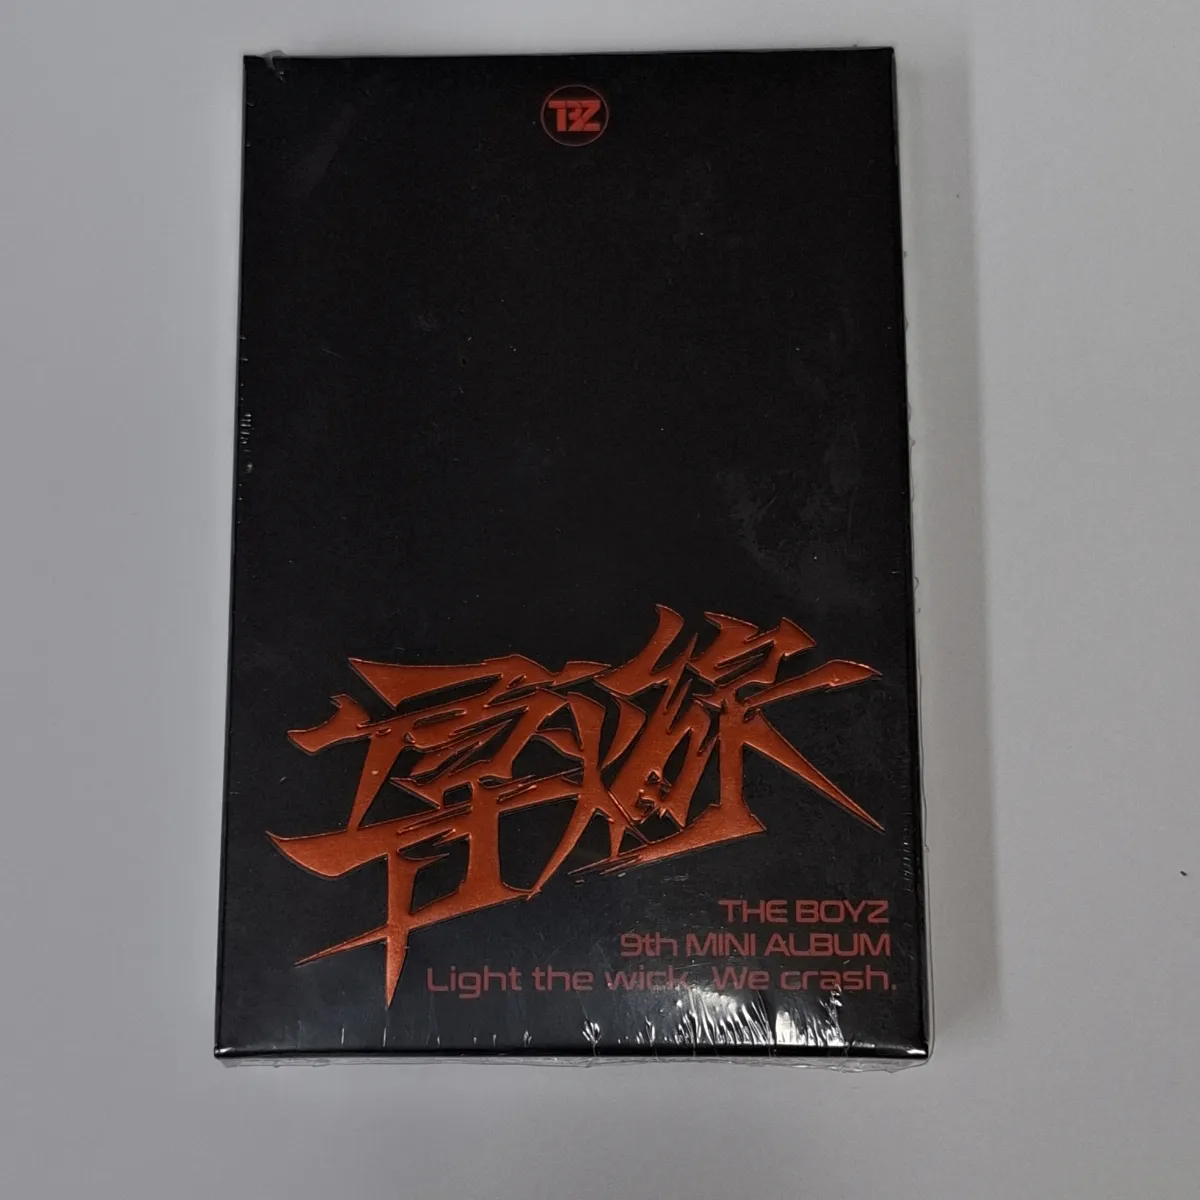 TBZ
THE BOYZ
9th MINI ALBUM
Light the wick. We crash.